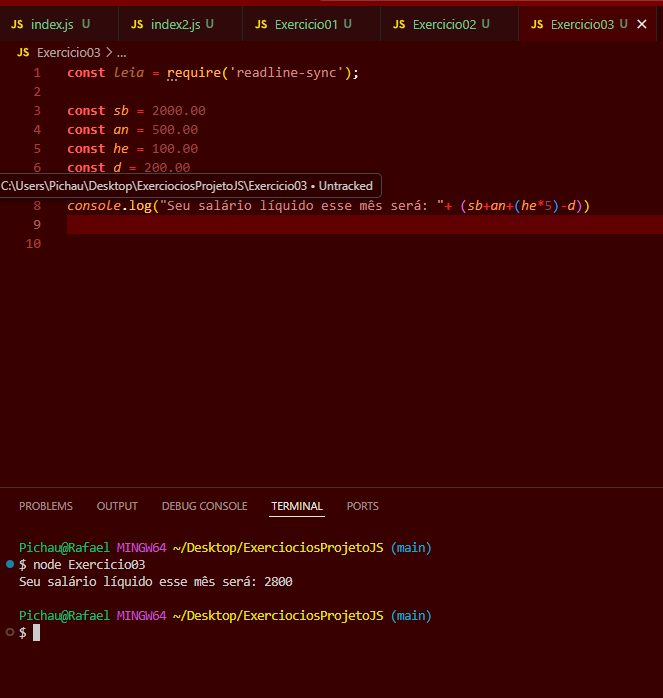 JS index.js U JS index2.js U JS Exercicio01 U JS Exercicio02 U JS Exercicio03 U ✕
JS Exercicio03 > ...
1 const leia = require('readline-sync');
2
3 const sb = 2000.00
4 const an = 500.00
5 const he = 100.00
6 const d = 200.00
C:\Users\Pichau\Desktop\ExerciociosProjetoJS\Exercicio03 • Untracked
8 console.log("Seu salário líquido esse mês será: "+ (sb+an+(he*5)-d))
9
10
PROBLEMS OUTPUT DEBUG CONSOLE TERMINAL PORTS
Pichau@Rafael MINGW64 ~/Desktop/ExerciociosProjetoJS (main)
$ node Exercicio03
Seu salário líquido esse mês será: 2800
Pichau@Rafael MINGW64 ~/Desktop/ExerciociosProjetoJS (main)
$